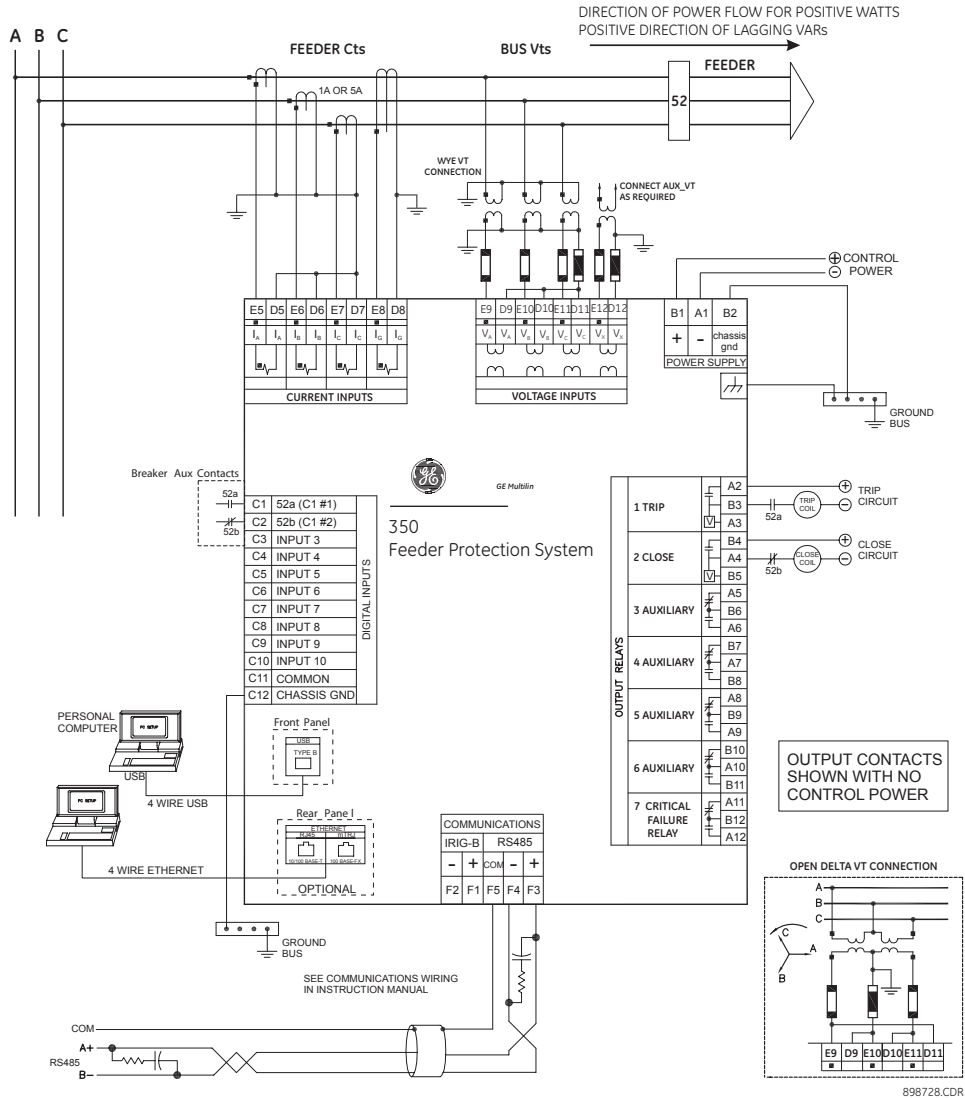 DIRECTION OF POWER FLOW FOR POSITIVE WATTS
POSITIVE DIRECTION OF LAGGING VARs
A B C
FEEDER Cts
BUS Vts
FEEDER
1A OR 5A
52
WYE VT
CONNECTION
CONNECT AUX_VT
AS REQUIRED
CONTROL
POWER
E5 D5 E6 D6 E7 D7 E8 D8
IA IA IB IB IC IC IG IG
CURRENT INPUTS
E9 D9 E10 D10 E11 D11 E12 D12
VA VA VB VB VC VC VX VX
VOLTAGE INPUTS
B1 A1 B2
+ - chassis
gnd
POWER SUPPLY
GROUND
BUS
Breaker Aux Contacts
52a
52b
C1 52a (C1 #1)
C2 52b (C1 #2)
C3 INPUT 3
C4 INPUT 4
C5 INPUT 5
C6 INPUT 6
C7 INPUT 7
C8 INPUT 8
C9 INPUT 9
C10 INPUT 10
C11 COMMON
C12 CHASSIS GND
DIGITAL INPUTS
GE Multilin
350
Feeder Protection System
OUTPUT RELAYS
1 TRIP
V
A2
B3
A3
52a
TRIP
COIL
TRIP
CIRCUIT
2 CLOSE
V
B4
A4
B5
52b
CLOSE
COIL
CLOSE
CIRCUIT
3 AUXILIARY
A5
B6
A6
4 AUXILIARY
B7
A7
B8
5 AUXILIARY
A8
B9
A9
6 AUXILIARY
B10
A10
B11
7 CRITICAL
FAILURE
RELAY
A11
B12
A12
OUTPUT CONTACTS
SHOWN WITH NO
CONTROL POWER
PERSONAL
COMPUTER
PC SETUP
USB
4 WIRE USB
PC SETUP
4 WIRE ETHERNET
Front Panel
USB
TYPE B
Rear Panel
ETHERNET
RJ45 MTRJ
10/100 BASE-T 100 BASE-FX
OPTIONAL
COMMUNICATIONS
IRIG-B RS485
- + COM - +
F2 F1 F5 F4 F3
GROUND
BUS
SEE COMMUNICATIONS WIRING
IN INSTRUCTION MANUAL
COM
A+
RS485
B-
OPEN DELTA VT CONNECTION
A
B
C
C
A
B
E9 D9 E10 D10 E11 D11
898728.CDR